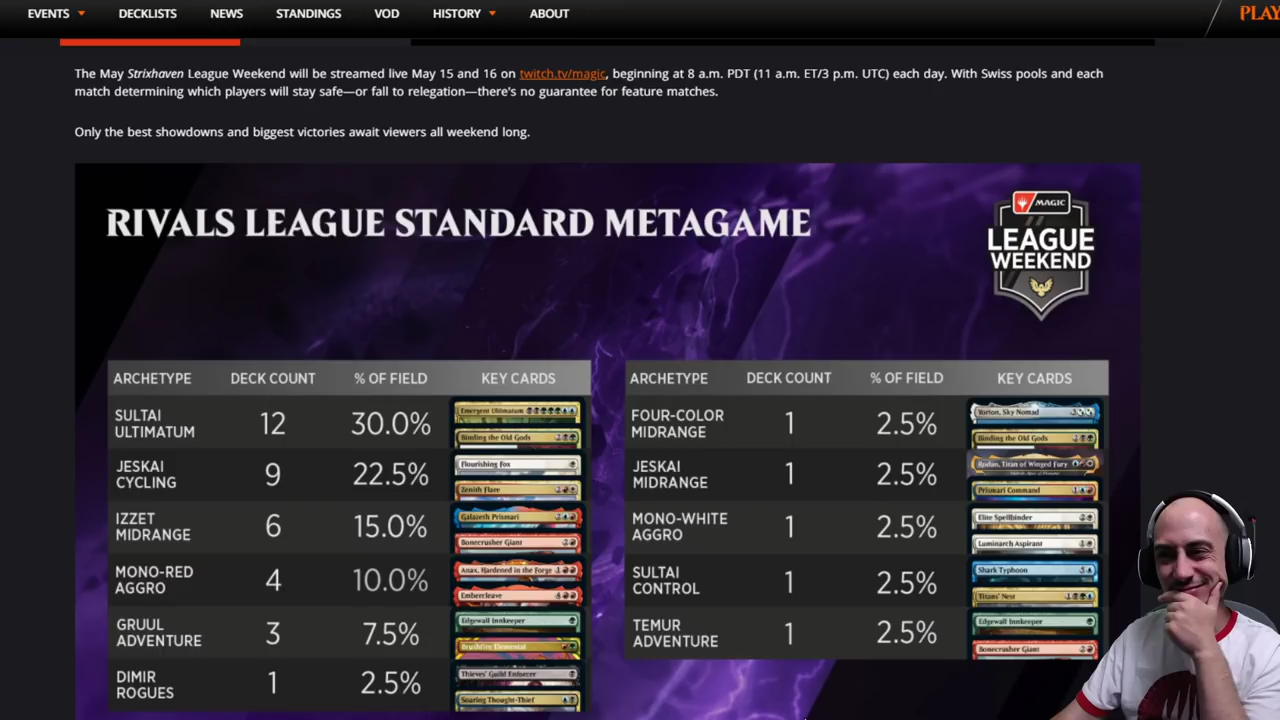 EVENTS DECKLISTS NEWS STANDINGS VOD HISTORY ABOUT PLAY
The May Strixhaven League Weekend will be streamed live May 15 and 16 on twitch.tv/magic, beginning at 8 a.m. PDT (11 a.m. ET/3 p.m. UTC) each day. With Swiss pools and each
match determining which players will stay safe—or fall to relegation—there's no guarantee for feature matches.
Only the best showdowns and biggest victories await viewers all weekend long.
RIVALS LEAGUE STANDARD METAGAME
MAGIC
LEAGUE
WEEKEND
ARCHETYPE DECK COUNT % OF FIELD KEY CARDS
SULTAI
ULTIMATUM
12 30.0%
Emergent Ultimatum
Binding the Old Gods
JESKAI
CYCLING
9 22.5%
Flourishing Fox
Zenith Flare
IZZET
MIDRANGE
6 15.0%
Galazeth Prismari
Bonecrusher Giant
MONO-RED
AGGRO
4 10.0%
Anax, Hardened in the Forge
Embercleave
GRUUL
ADVENTURE
3 7.5%
Edgewall Innkeeper
Brushfire Elemental
DIMIR
ROGUES
1 2.5%
Thieves' Guild Enforcer
Soaring Thought-Thief
ARCHETYPE DECK COUNT % OF FIELD KEY CARDS
FOUR-COLOR
MIDRANGE
1 2.5%
Yorion, Sky Nomad
Binding the Old Gods
JESKAI
MIDRANGE
1 2.5%
Rodan, Titan of Winged Fury
Prismari Command
MONO-WHITE
AGGRO
1 2.5%
Elite Spellbinder
Luminarch Aspirant
SULTAI
CONTROL
1 2.5%
Shark Typhoon
Titans' Nest
TEMUR
ADVENTURE
1 2.5%
Edgewall Innkeeper
Bonecrusher Giant